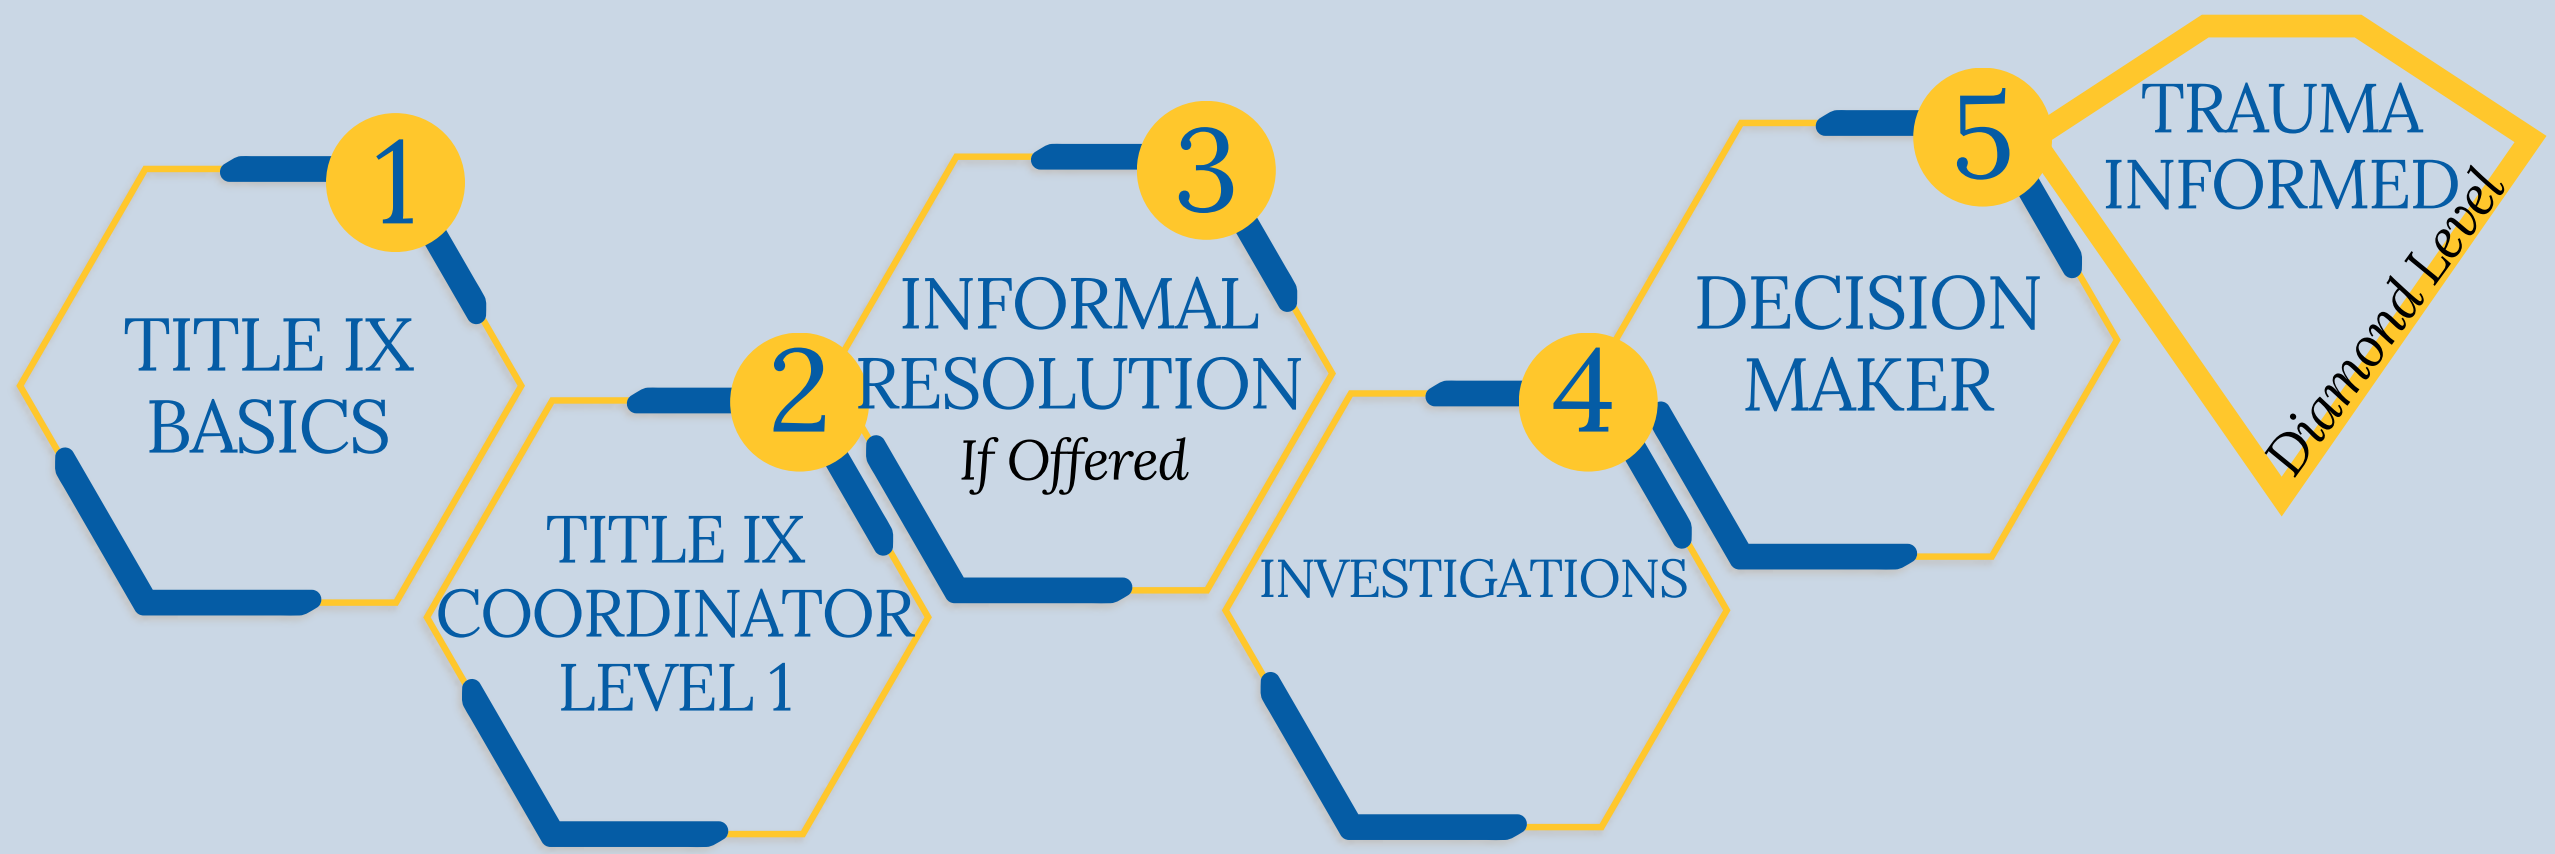 1
TITLE IX
BASICS
2
TITLE IX
COORDINATOR
LEVEL 1
3
INFORMAL
RESOLUTION
If Offered
4
INVESTIGATIONS
5
DECISION
MAKER
TRAUMA
INFORMED
Diamond Level